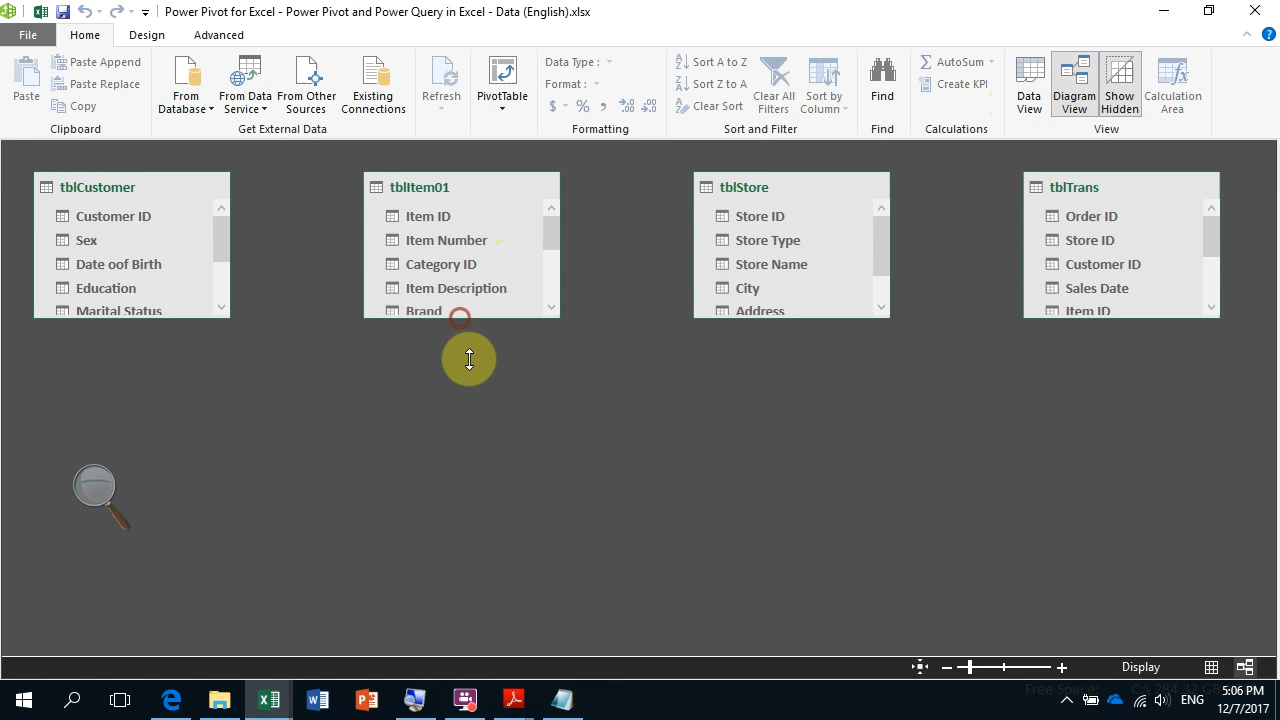 Power Pivot for Excel - Power Pivot and Power Query in Excel - Data (English).xlsx
File Home Design Advanced
Paste
Paste Append
Paste Replace
Copy
Clipboard
From Database
From Data Service
From Other Sources
Existing Connections
Get External Data
Refresh
PivotTable
Data Type :
Format :
$ % ,
Formatting
Sort A to Z
Sort Z to A
Clear Sort
Clear All Filters
Sort by Column
Sort and Filter
Find
Find
AutoSum
Create KPI
Calculations
Data View
Diagram View
Show Hidden
Calculation Area
View
tblCustomer
Customer ID
Sex
Date oof Birth
Education
Marital Status
tblItem01
Item ID
Item Number
Category ID
Item Description
Brand
tblStore
Store ID
Store Type
Store Name
City
Address
tblTrans
Order ID
Store ID
Customer ID
Sales Date
Item ID
Display
ENG
5:06 PM
12/7/2017